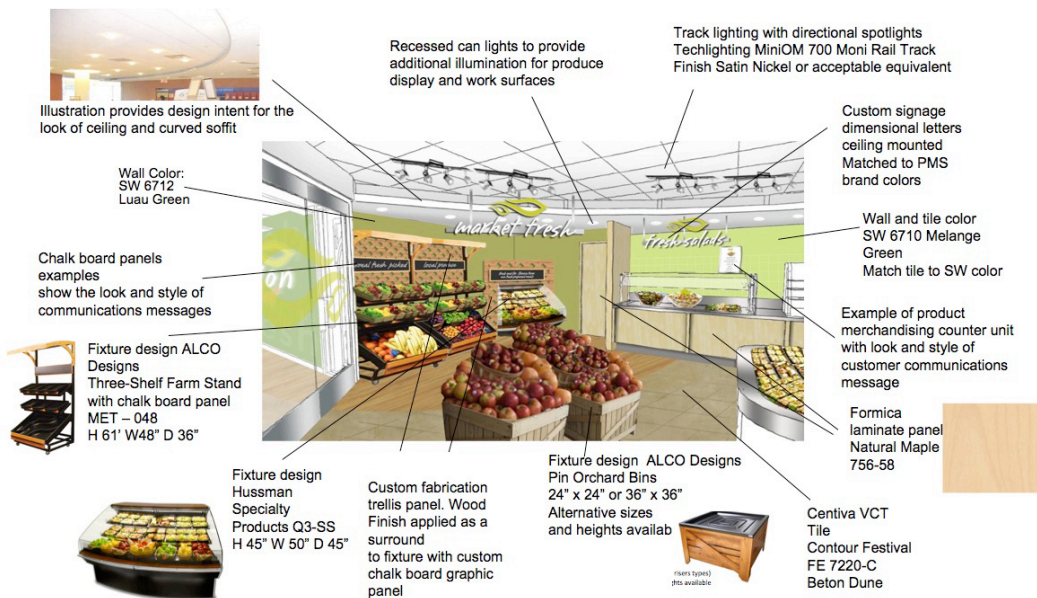 Illustration provides design intent for the
look of ceiling and curved soffit
Recessed can lights to provide
additional illumination for produce
display and work surfaces
Track lighting with directional spotlights
Techlighting MiniOM 700 Moni Rail Track
Finish Satin Nickel or acceptable equivalent
Wall Color:
SW 6712
Luau Green
Custom signage
dimensional letters
ceiling mounted
Matched to PMS
brand colors
market fresh
fresh salads
on
Chalk board panels
examples
show the look and style of
communications messages
Wall and tile color
SW 6710 Melange
Green
Match tile to SW color
Example of product
merchandising counter unit
with look and style of
customer communications
message
Fixture design ALCO
Designs
Three-Shelf Farm Stand
with chalk board panel
MET – 048
H 61’ W48” D 36”
Formica
laminate panel
Natural Maple
756-58
Fixture design
Hussman
Specialty
Products Q3-SS
H 45” W 50” D 45”
Custom fabrication
trellis panel. Wood
Finish applied as a
surround
to fixture with custom
chalk board graphic
panel
Fixture design  ALCO Designs
Pin Orchard Bins
24” x 24” or 36” x 36”
Alternative sizes
and heights availab
risers types)
ghts available
Centiva VCT
Tile
Contour Festival
FE 7220-C
Beton Dune